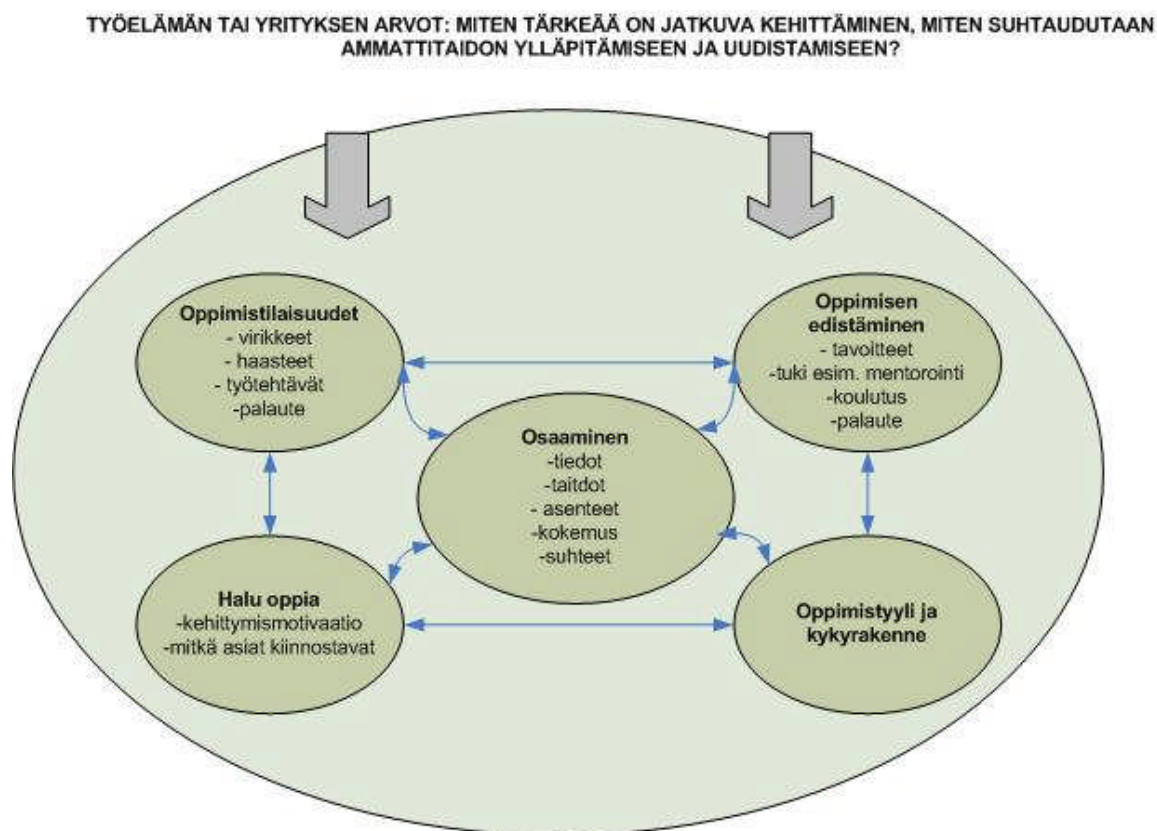 TYÖELÄMÄN TAI YRITYKSEN ARVOT: MITEN TÄRKEÄÄ ON JATKUVA KEHITTÄMINEN, MITEN SUHTAUDUTAAN
AMMATTITAIDON YLLÄPITÄMISEEN JA UUDISTAMISEEN?
Oppimistilaisuudet
- virikkeet
- haasteet
- työtehtävät
-palaute
Oppimisen
edistäminen
- tavoitteet
-tuki esim. mentorointi
-koulutus
-palaute
Osaaminen
-tiedot
-taitdot
- asenteet
-kokemus
-suhteet
Halu oppia
-kehittymismotivaatio
-mitkä asiat kiinnostavat
Oppimistyyli ja
kykyrakenne